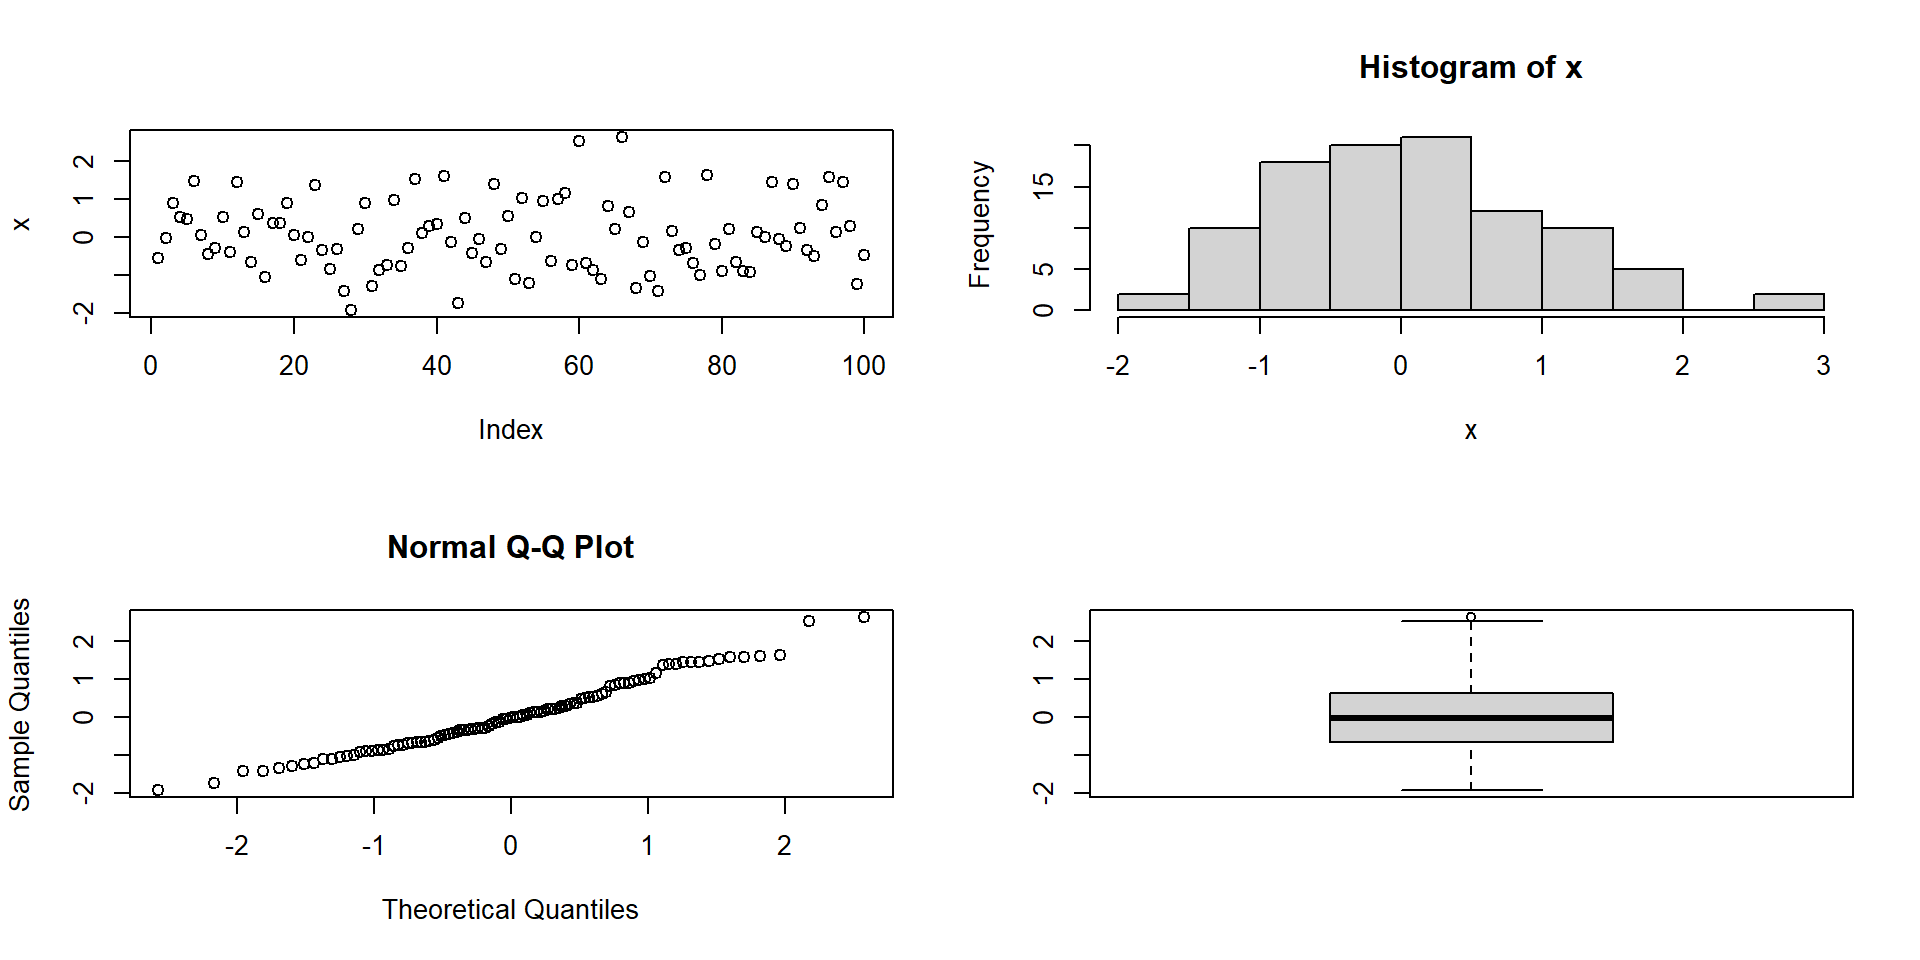 x
2
1
0
-2
0 20 40 60 80 100
Index
Histogram of x
Frequency
15
5
0
-2 -1 0 1 2 3
x
Normal Q-Q Plot
Sample Quantiles
2
1
0
-2
-2 -1 0 1 2
Theoretical Quantiles
2
1
0
-2